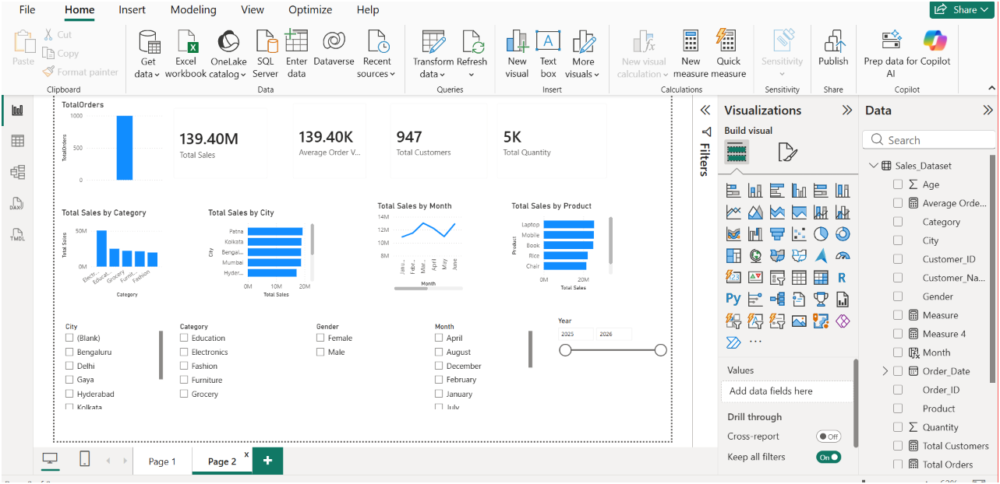 File Home Insert Modeling View Optimize Help Share
Paste Cut Copy Format painter
Get data Excel workbook OneLake catalog SQL Server Enter data Dataverse Recent sources
Transform data Refresh
New visual Text box More visuals
New visual calculation New measure Quick measure
Sensitivity Publish Prep data for AI Copilot
Clipboard Data Queries Insert Calculations Sensitivity Share Copilot
TotalOrders
TotalOrders
1000
500
0
139.40M
Total Sales
139.40K
Average Order V...
947
Total Customers
5K
Total Quantity
Total Sales by Category
Total Sales
50M
0M
Electr...
Educat...
Grocery
Furnit...
Fashion
Category
Total Sales by City
City
Patna
Kolkata
Bengal...
Mumbai
Hyder...
0M 10M 20M
Total Sales
Total Sales by Month
14M
12M
10M
8M
Janu...
Febr...
Mar...
April
May
June
Month
Total Sales by Product
Product
Laptop
Mobile
Book
Rice
Chair
0M 20M
Total Sales
City
(Blank)
Bengaluru
Delhi
Gaya
Hyderabad
Kolkata
Category
Education
Electronics
Fashion
Furniture
Grocery
Gender
Female
Male
Month
April
August
December
February
January
July
Year
2025 2026
Filters
Visualizations
Build visual
123
R
Py
Values
Add data fields here
Drill through
Cross-report Off
Keep all filters On
Data
Search
Sales_Dataset
Age
Average Orde...
Category
City
Customer_ID
Customer_Na...
Gender
Measure
Measure 4
Month
Order_Date
Order_ID
Product
Quantity
Total Customers
Total Orders
DAX
TMDL
Page 1 Page 2 x +